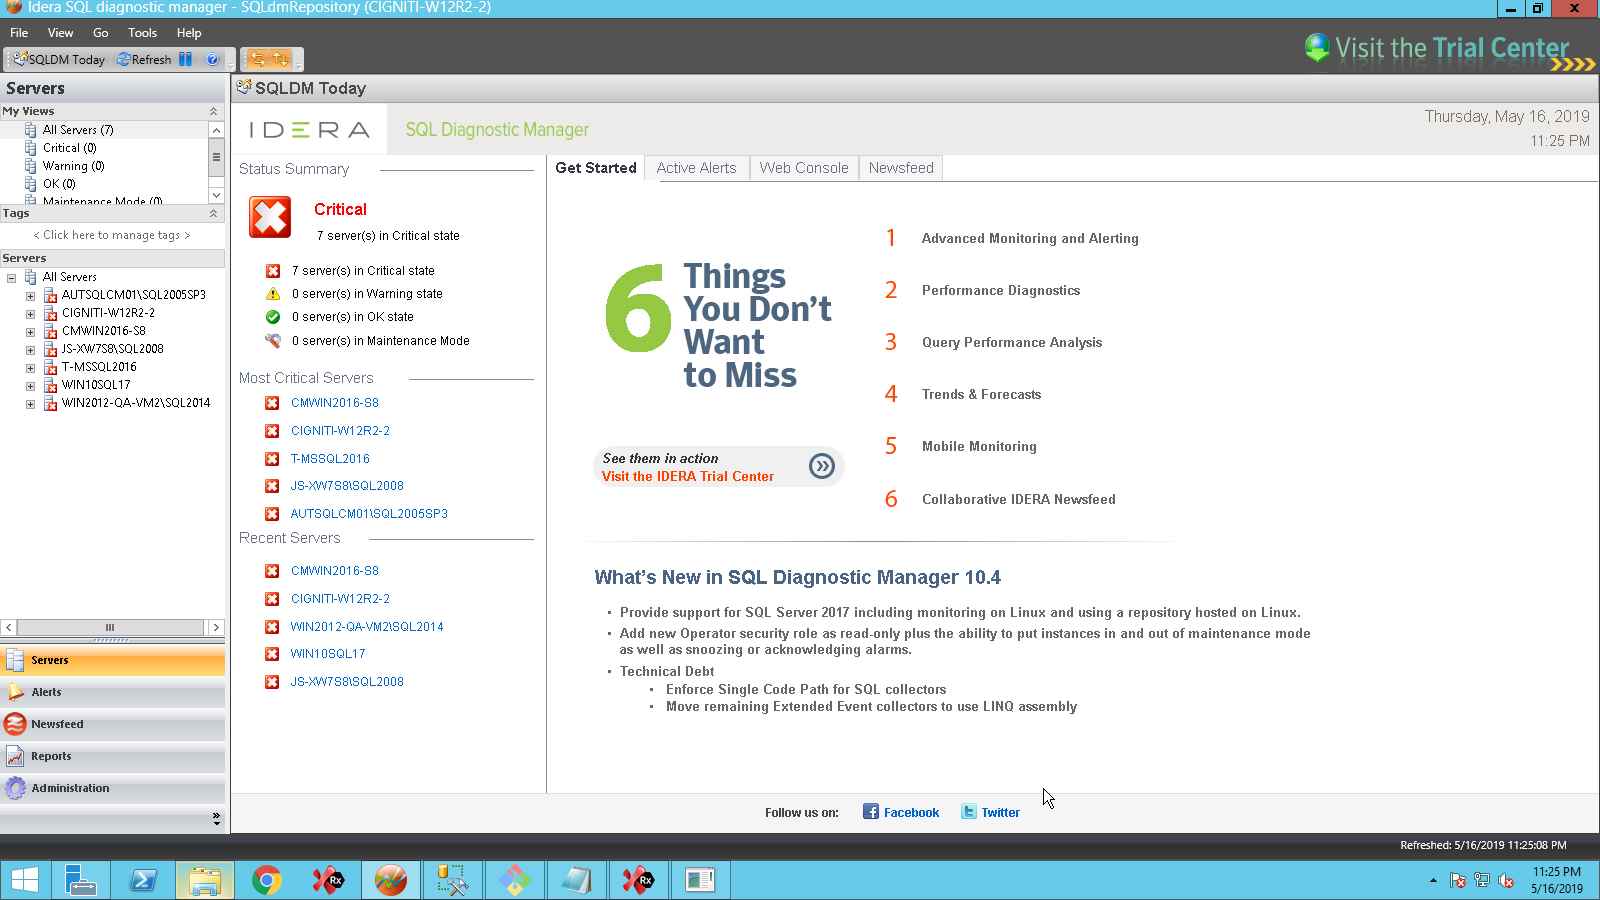 Idera SQL diagnostic manager - SQLdmRepository (CIGNITI-W12R2-2)
File View Go Tools Help
Visit the Trial Center
SQLDM Today Refresh
Servers
SQLDM Today
My Views
All Servers (7)
Critical (0)
Warning (0)
OK (0)
Maintenance Mode (0)
Tags
< Click here to manage tags >
Servers
All Servers
AUTSQLCM01\SQL2005SP3
CIGNITI-W12R2-2
CMWIN2016-S8
JS-XW7S8\SQL2008
T-MSSQL2016
WIN10SQL17
WIN2012-QA-VM2\SQL2014
Servers
Alerts
Newsfeed
Reports
Administration
IDERA
SQL Diagnostic Manager
Thursday, May 16, 2019
11:25 PM
Status Summary
Critical
7 server(s) in Critical state
7 server(s) in Critical state
0 server(s) in Warning state
0 server(s) in OK state
0 server(s) in Maintenance Mode
Most Critical Servers
CMWIN2016-S8
CIGNITI-W12R2-2
T-MSSQL2016
JS-XW7S8\SQL2008
AUTSQLCM01\SQL2005SP3
Recent Servers
CMWIN2016-S8
CIGNITI-W12R2-2
WIN2012-QA-VM2\SQL2014
WIN10SQL17
JS-XW7S8\SQL2008
Get Started Active Alerts Web Console Newsfeed
6 Things
You Don't
Want
to Miss
See them in action
Visit the IDERA Trial Center
1 Advanced Monitoring and Alerting
2 Performance Diagnostics
3 Query Performance Analysis
4 Trends & Forecasts
5 Mobile Monitoring
6 Collaborative IDERA Newsfeed
What's New in SQL Diagnostic Manager 10.4
• Provide support for SQL Server 2017 including monitoring on Linux and using a repository hosted on Linux.
• Add new Operator security role as read-only plus the ability to put instances in and out of maintenance mode
as well as snoozing or acknowledging alarms.
• Technical Debt
• Enforce Single Code Path for SQL collectors
• Move remaining Extended Event collectors to use LINQ assembly
Follow us on: Facebook Twitter
Refreshed: 5/16/2019 11:25:08 PM
Rx
Rx
11:25 PM
5/16/2019